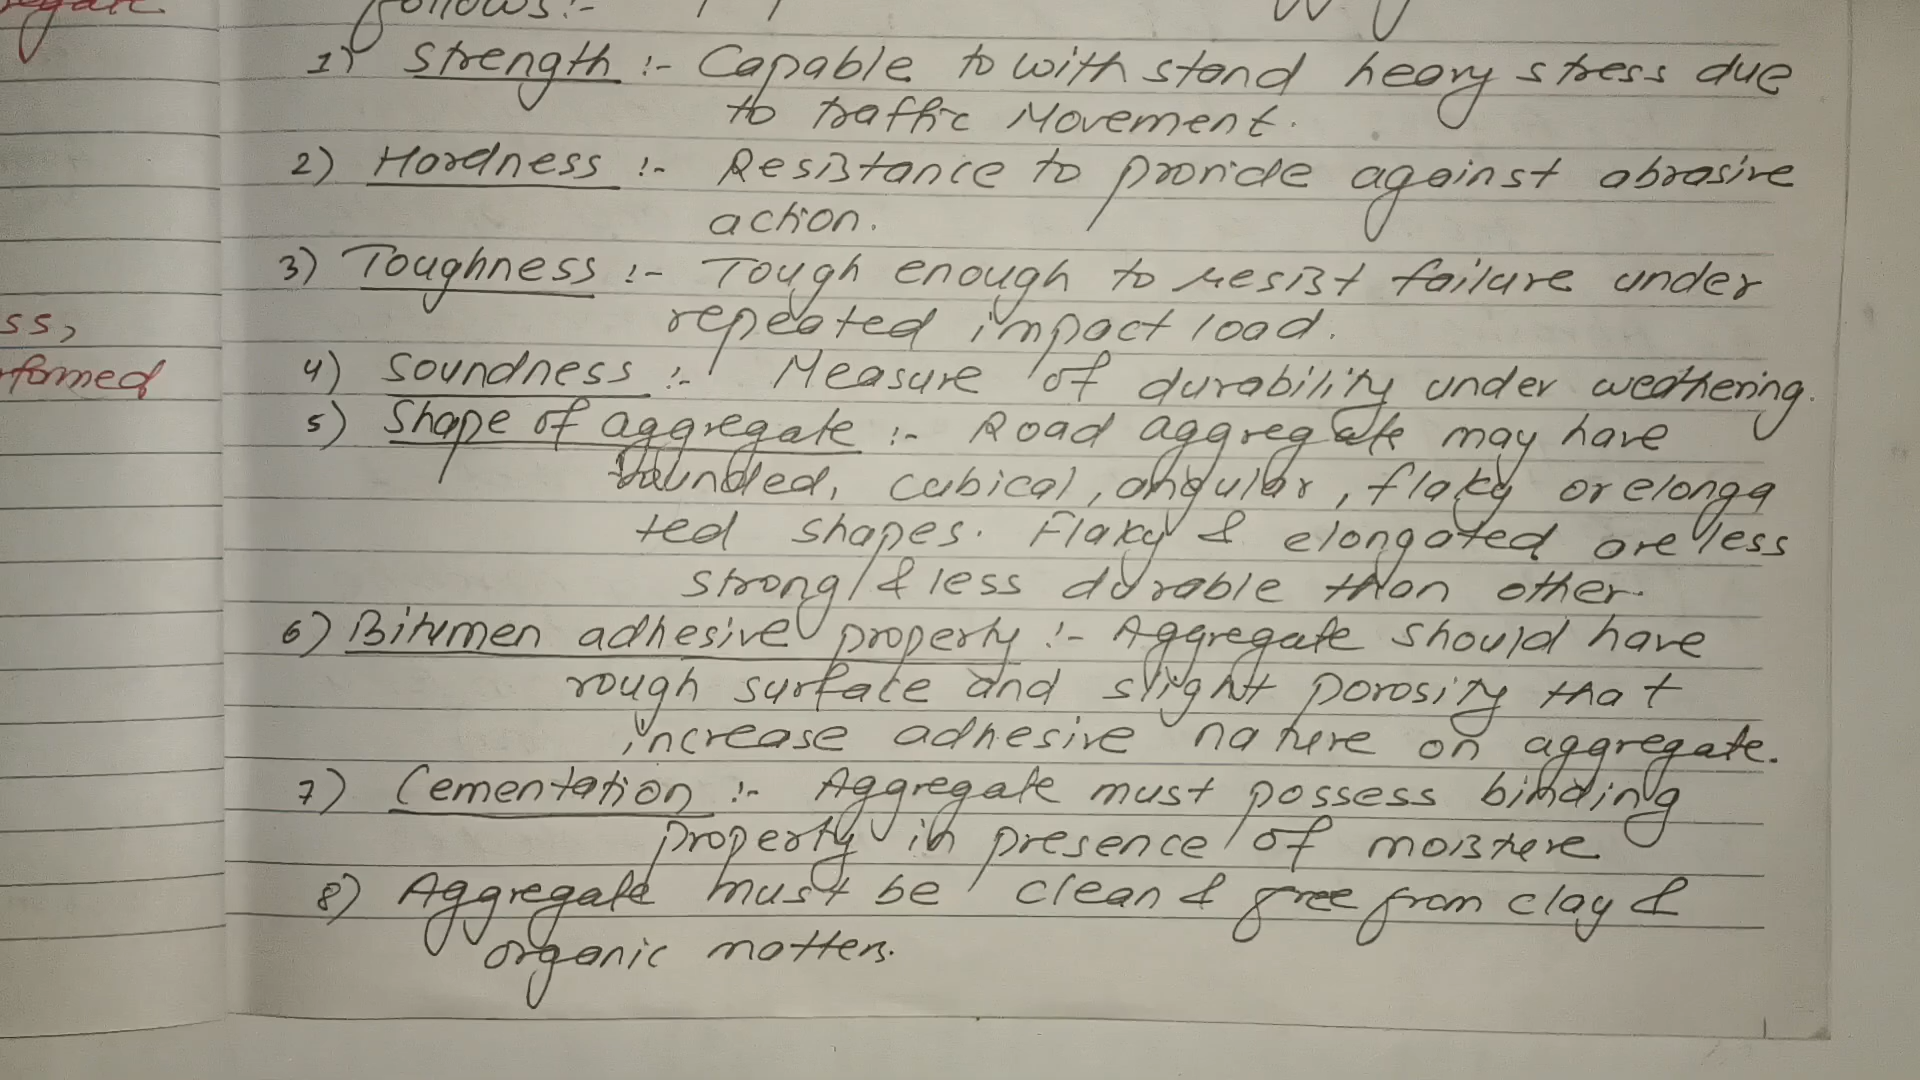 follows:-
1) Strength :- Capable to withstand heavy stress due
to traffic Movement.
2) Hardness :- Resistance to provide against abrasive
action.
3) Toughness :- Tough enough to resist failure under
repeated impact load.
4) Soundness :- Measure of durability under weathering.
5) Shape of aggregate :- Road aggregate may have
rounded, cubical, angular, flaky or elonga
ted shapes. Flaky & elongated are less
strong & less durable than other.
6) Bitumen adhesive property :- Aggregate should have
rough surface and slight porosity that
increase adhesive nature on aggregate.
7) Cementation :- Aggregate must possess binding
property in presence of moisture
8) Aggregate must be clean & free from clay &
organic matters.
ss,
formed